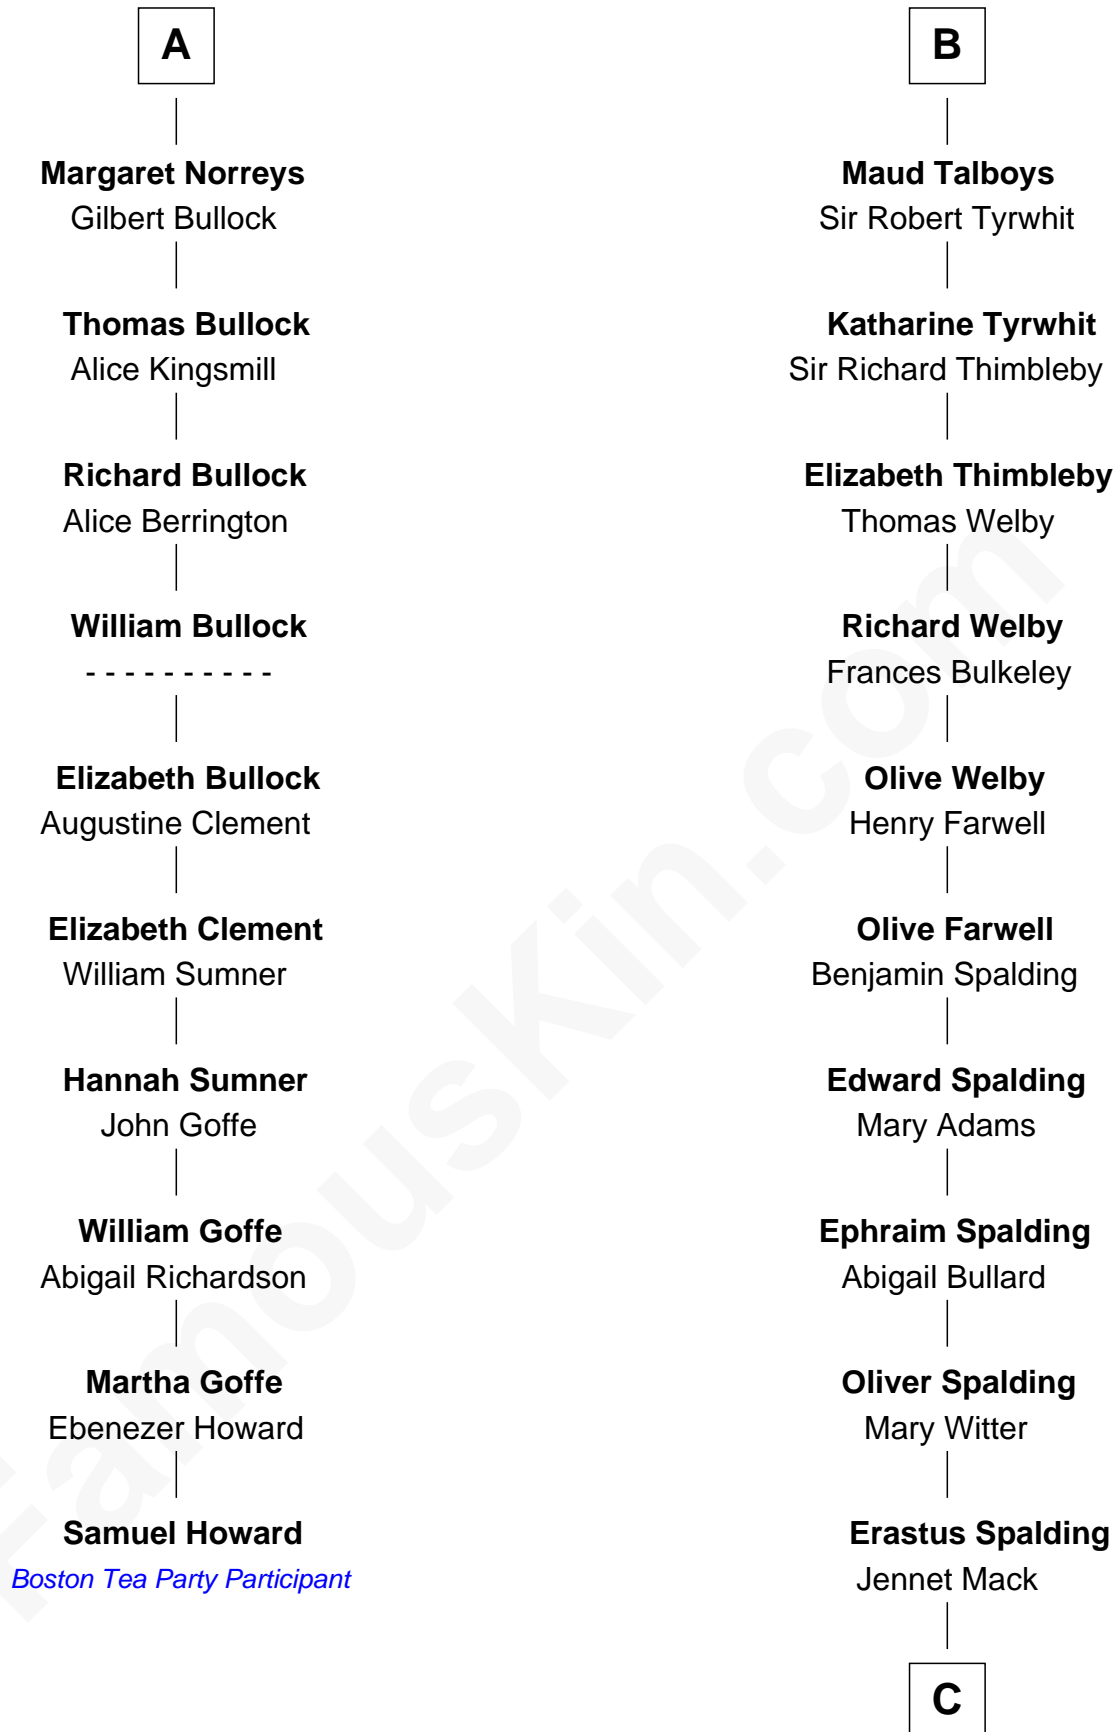 A
Margaret Norreys
Gilbert Bullock
Thomas Bullock
Alice Kingsmill
Richard Bullock
Alice Berrington
William Bullock
- - - - - - - - - -
Elizabeth Bullock
Augustine Clement
Elizabeth Clement
William Sumner
Hannah Sumner
John Goffe
William Goffe
Abigail Richardson
Martha Goffe
Ebenezer Howard
Samuel Howard
Boston Tea Party Participant
B
Maud Talboys
Sir Robert Tyrwhit
Katharine Tyrwhit
Sir Richard Thimbleby
Elizabeth Thimbleby
Thomas Welby
Richard Welby
Frances Bulkeley
Olive Welby
Henry Farwell
Olive Farwell
Benjamin Spalding
Edward Spalding
Mary Adams
Ephraim Spalding
Abigail Bullard
Oliver Spalding
Mary Witter
Erastus Spalding
Jennet Mack
C
FamousKin.com